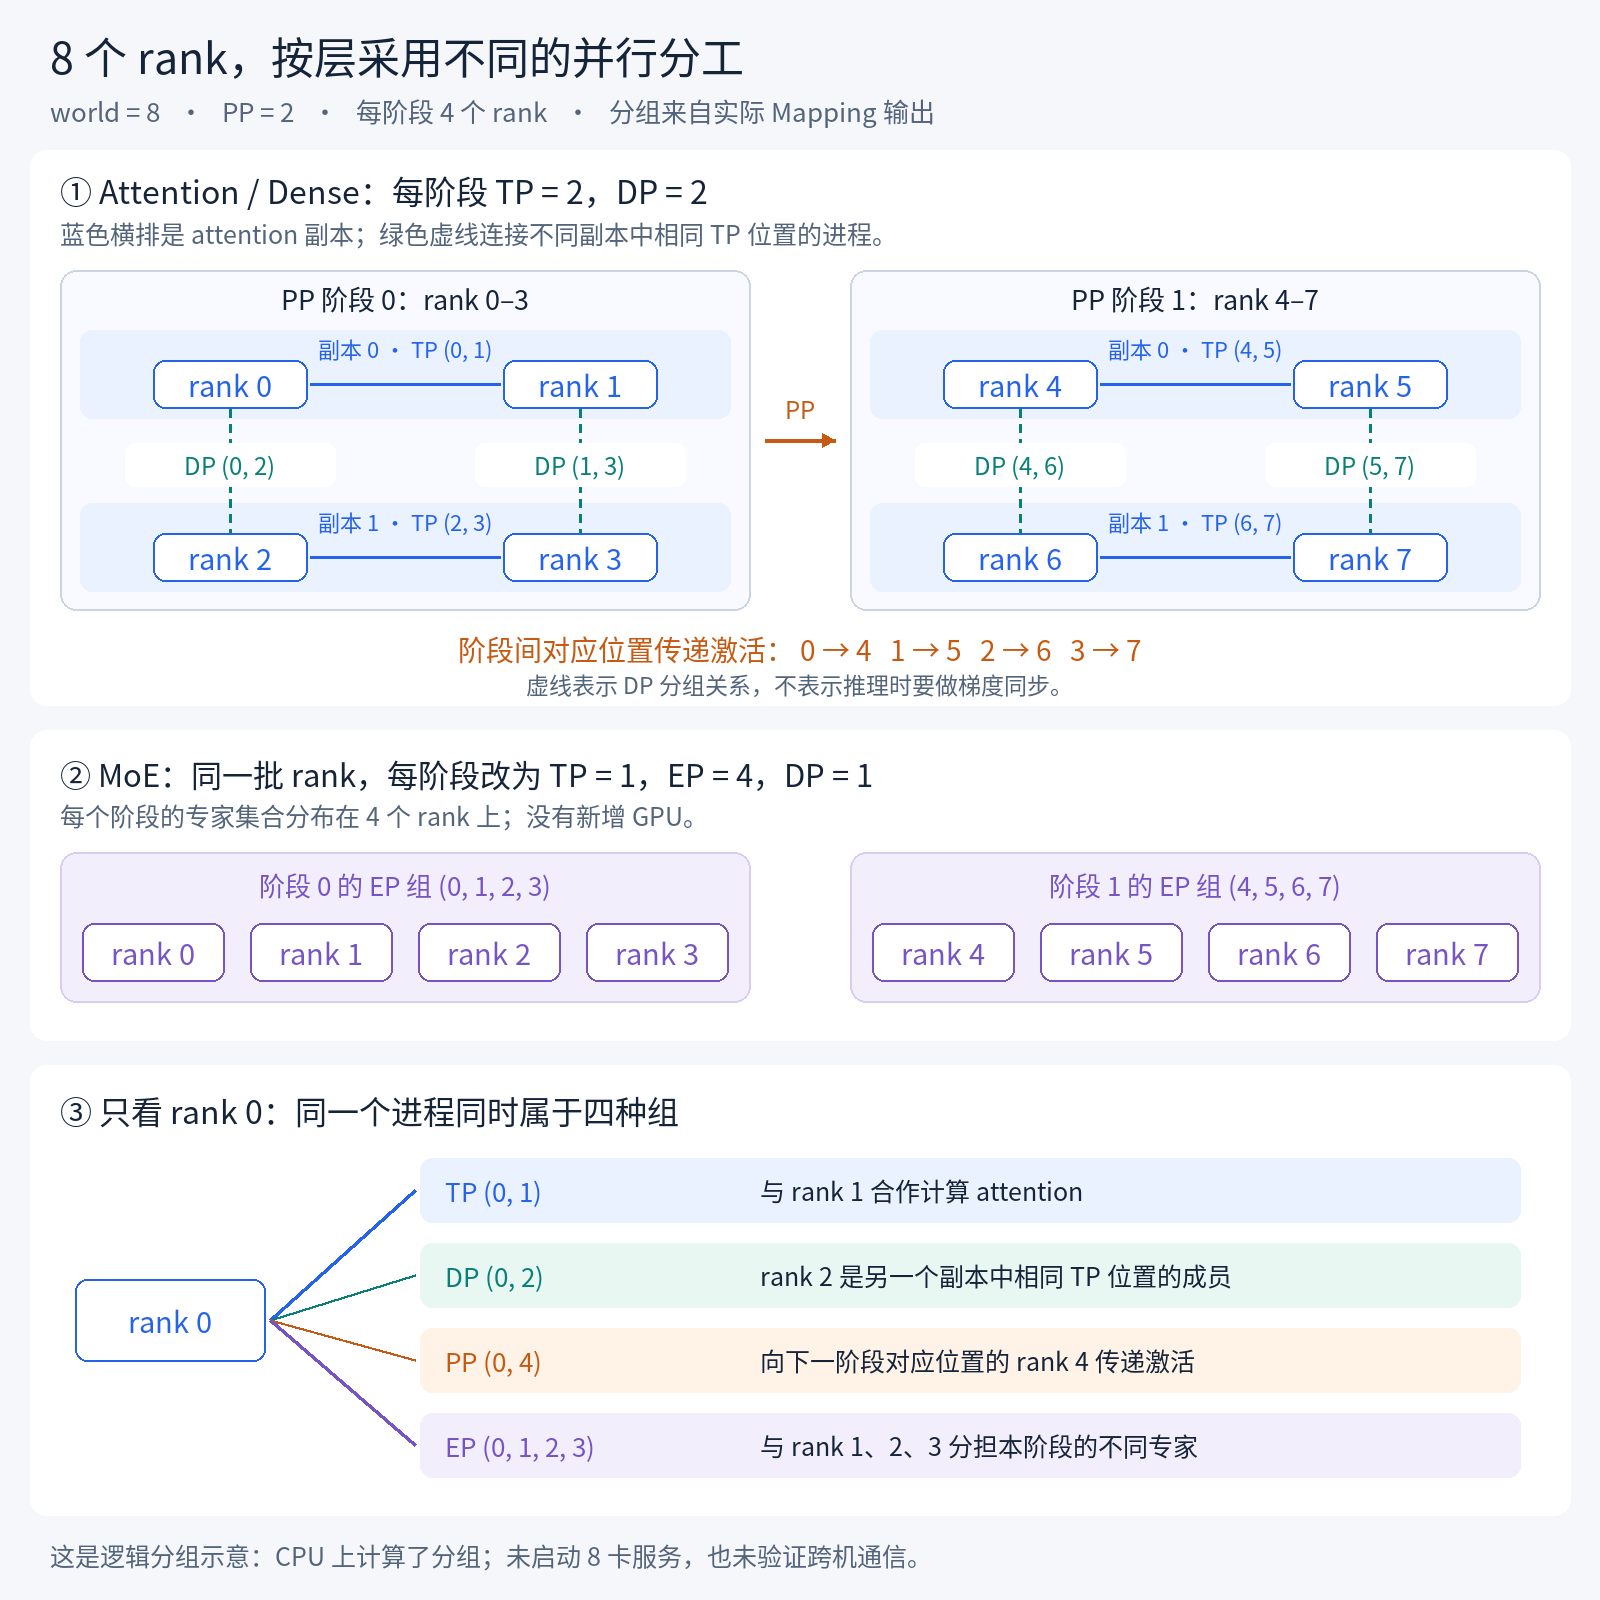 8 个 rank，按层采用不同的并行分工
world = 8 • PP = 2 • 每阶段 4 个 rank • 分组来自实际 Mapping 输出
① Attention / Dense：每阶段 TP = 2，DP = 2
蓝色横排是 attention 副本；绿色虚线连接不同副本中相同 TP 位置的进程。
PP 阶段 0：rank 0–3
副本 0 • TP (0, 1)
rank 0
rank 1
DP (0, 2)
DP (1, 3)
副本 1 • TP (2, 3)
rank 2
rank 3
PP
PP 阶段 1：rank 4–7
副本 0 • TP (4, 5)
rank 4
rank 5
DP (4, 6)
DP (5, 7)
副本 1 • TP (6, 7)
rank 6
rank 7
阶段间对应位置传递激活： 0→4 1→5 2→6 3→7
虚线表示 DP 分组关系，不表示推理时要做梯度同步。
② MoE：同一批 rank，每阶段改为 TP = 1，EP = 4，DP = 1
每个阶段的专家集合分布在 4 个 rank 上；没有新增 GPU。
阶段 0 的 EP 组 (0, 1, 2, 3)
rank 0
rank 1
rank 2
rank 3
阶段 1 的 EP 组 (4, 5, 6, 7)
rank 4
rank 5
rank 6
rank 7
③ 只看 rank 0：同一个进程同时属于四种组
rank 0
TP (0, 1) 与 rank 1 合作计算 attention
DP (0, 2) rank 2 是另一个副本中相同 TP 位置的成员
PP (0, 4) 向下一阶段对应位置的 rank 4 传递激活
EP (0, 1, 2, 3) 与 rank 1、2、3 分担本阶段的不同专家
这是逻辑分组示意：CPU 上计算了分组；未启动 8 卡服务，也未验证跨机通信。